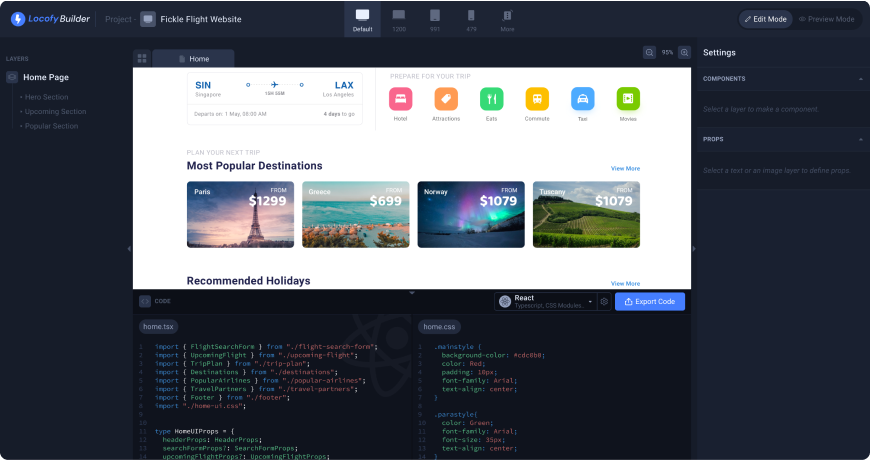 Locofy Builder
Project - Fickle Flight Website
Default
1200
991
479
More
Edit Mode
Preview Mode
LAYERS
Home Page
+ Hero Section
+ Upcoming Section
+ Popular Section
Home
95%
Settings
COMPONENTS
Select a layer to make a component.
PROPS
Select a text or an image layer to define props.
SIN
LAX
Singapore
Los Angeles
Departs on: 1 May, 08:00 AM
4 days to go
PREPARE FOR YOUR TRIP
Hotel
Attractions
Eats
Commute
Taxi
Movies
PLAN YOUR NEXT TRIP
Most Popular Destinations
View More
Paris
FROM
$1299
Greece
FROM
$699
Norway
FROM
$1079
Tuscany
FROM
$1079
Recommended Holidays
View More
CODE
React
Typescript, CSS Modules..
Export Code
home.tsx
1 import { FlightSearchForm } from "./flight-search-form";
2 import { UpcomingFlight } from "./upcoming-flight";
3 import { TripPlan } from "./trip-plan";
4 import { Destinations } from "./destinations";
5 import { PopularAirlines } from "./popular-airlines";
6 import { TravelPartners } from "./travel-partners";
7 import { Footer } from "./footer";
8 import "./home-ui.css";
9
10
11 type HomeUIProps = {
12 headerProps: HeaderProps;
13 searchFormProps?: SearchFormProps;
14 upcomingFlightProps?: UpcomingFlightProps;
home.css
1 .mainstyle {
2 background-color: #cdc0b0;
3 color: Red;
4 padding: 10px;
5 font-family: Arial;
6 text-align: center;
7 }
8
9 .parastyle{
10 color: Green;
11 font-family: Arial;
12 font-size: 35px;
13 text-align: center;
14 }